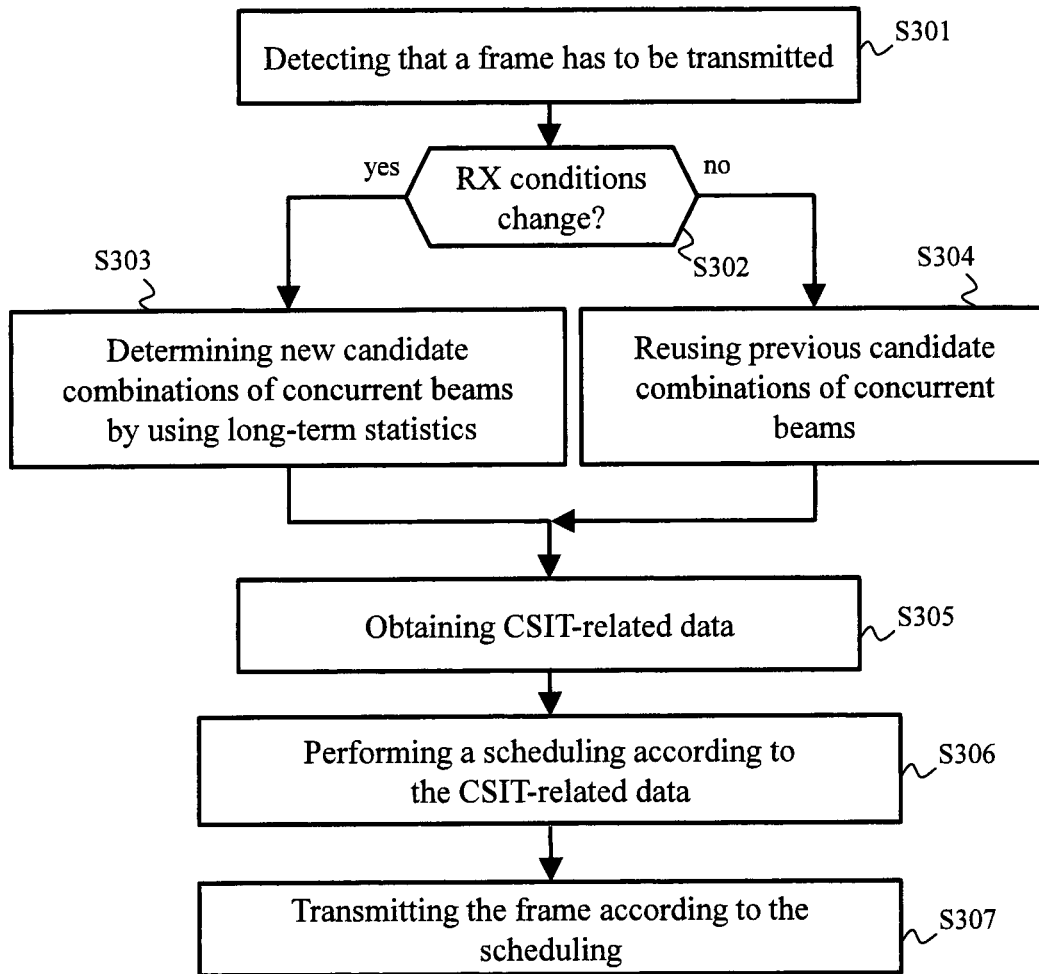 Detecting that a frame has to be transmitted
S301
yes
RX conditions
change?
no
S302
S303
S304
Determining new candidate
combinations of concurrent beams
by using long-term statistics
Reusing previous candidate
combinations of concurrent
beams
Obtaining CSIT-related data
S305
Performing a scheduling according to
the CSIT-related data
S306
Transmitting the frame according to the
scheduling
S307